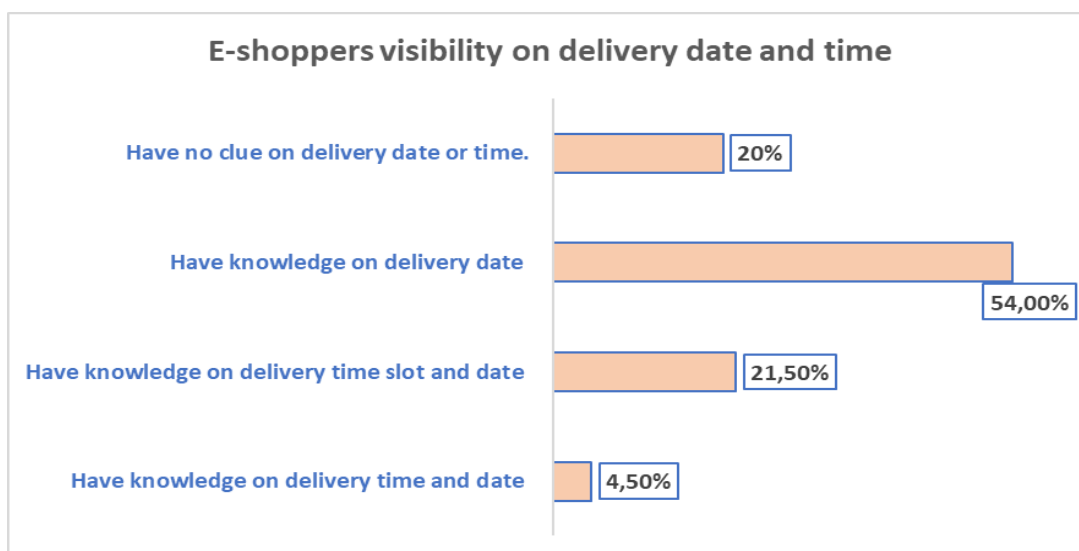 E-shoppers visibility on delivery date and time
Have no clue on delivery date or time.
20%
Have knowledge on delivery date
54,00%
Have knowledge on delivery time slot and date
21,50%
Have knowledge on delivery time and date
4,50%